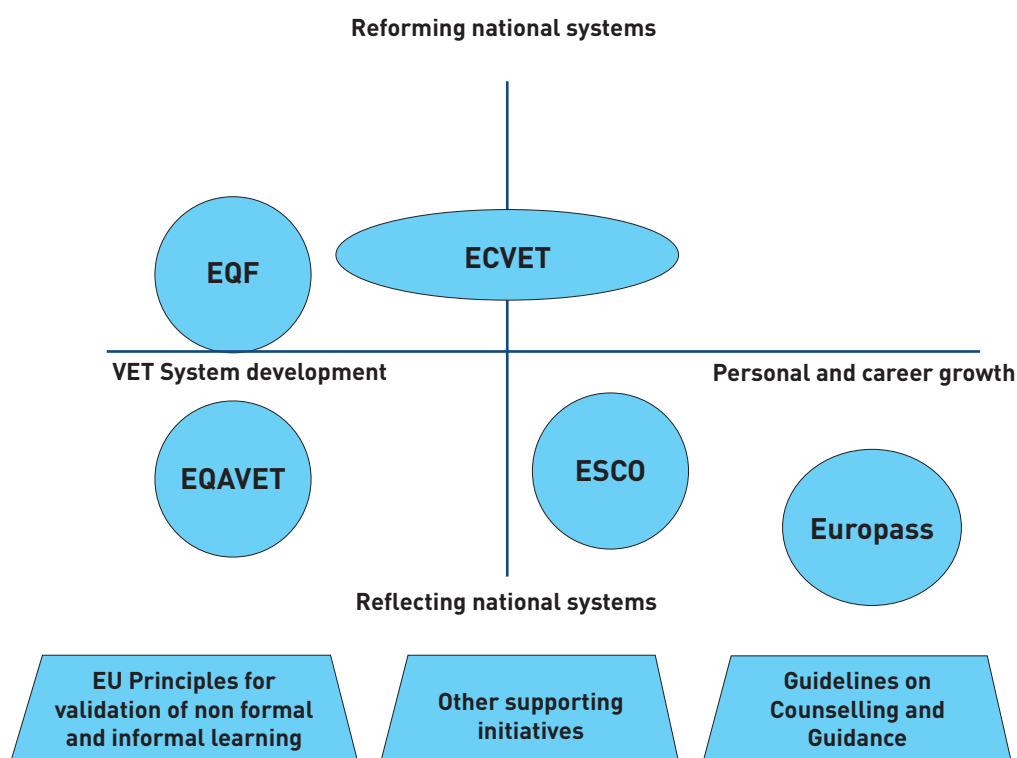 Reforming national systems
EQF
ECVET
VET System development
Personal and career growth
EQAVET
ESCO
Europass
Reflecting national systems
EU Principles for
validation of non formal
and informal learning
Other supporting
initiatives
Guidelines on
Counselling and
Guidance